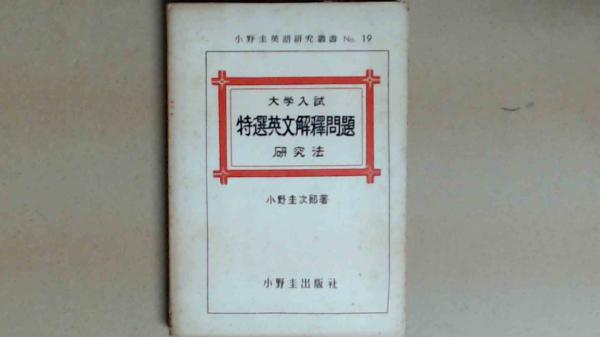 小野圭英語研究叢書 No. 19
大学入試
特選英文解釋問題
研究法
小野圭次郎著
小野圭出版社